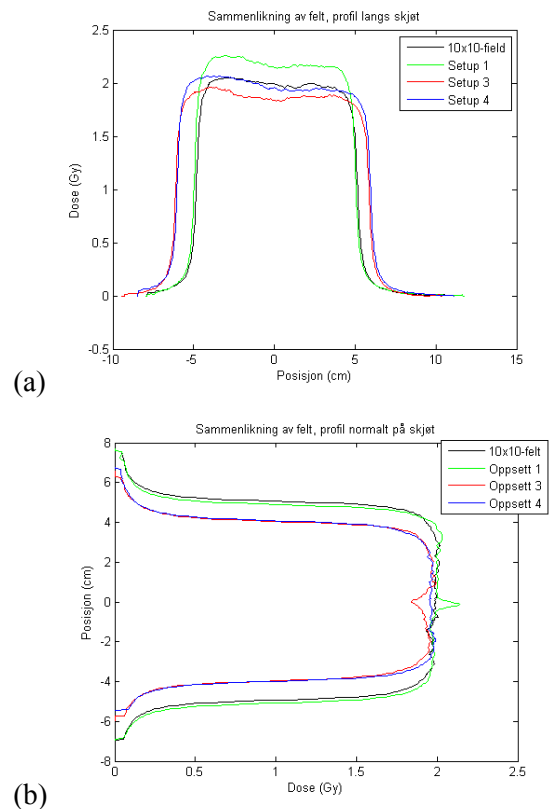 Sammenlikning av felt, profil langs skjøt
2.5
2
1.5
1
0.5
0
-0.5
Dose (Gy)
10x10-field
Setup 1
Setup 3
Setup 4
-10
-5
0
5
10
15
Posisjon (cm)
(a)
Sammenlikning av felt, profil normalt på skjøt
8
6
4
2
0
-2
-4
-6
-8
Posisjon (cm)
10x10-felt
Oppsett 1
Oppsett 3
Oppsett 4
0
0.5
1
1.5
2
2.5
Dose (Gy)
(b)